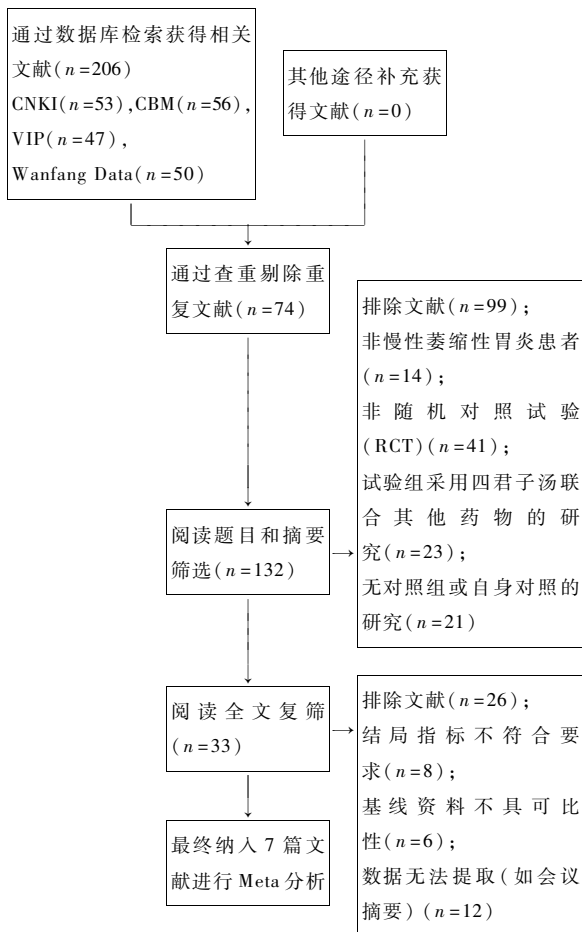 通过数据库检索获得相关
文献(n=206)
CNKI(n=53),CBM(n=56),
VIP(n=47),
Wanfang Data(n=50)
其他途径补充获
得文献(n=0)
通过查重剔除重
复文献(n=74)
排除文献(n=99);
非慢性萎缩性胃炎患者
(n=14);
非随机对照试验
(RCT)(n=41);
试验组采用四君子汤联
合其他药物的研
究(n=23);
无对照组或自身对照的
研究(n=21)
阅读题目和摘要
筛选(n=132)
阅读全文复筛
(n=33)
排除文献(n=26);
结局指标不符合要
求(n=8);
基线资料不具可比
性(n=6);
数据无法提取(如会议
摘要)(n=12)
最终纳入7篇文
献进行Meta分析